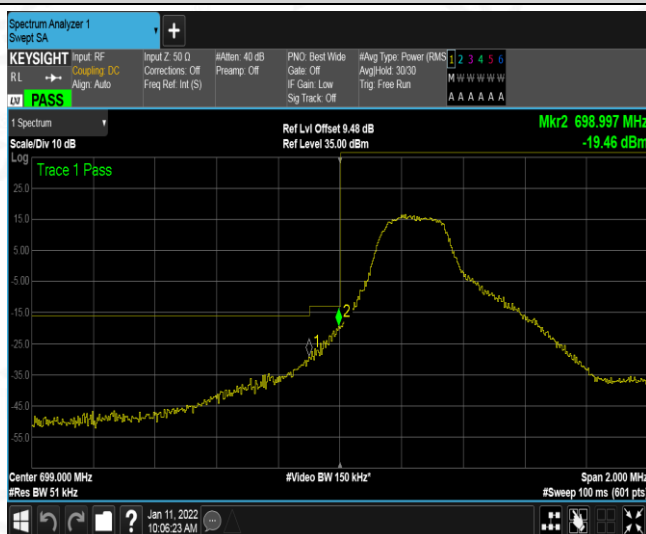 Spectrum Analyzer 1
Swept SA
+
KEYSIGHT
RL
LXI PASS
Input: RF
Coupling: DC
Align: Auto
Input Z: 50 Ω
Corrections: Off
Freq Ref: Int (S)
#Atten: 40 dB
Preamp: Off
PNO: Best Wide
Gate: Off
IF Gain: Low
Sig Track: Off
#Avg Type: Power (RMS
Avg|Hold: 30/30
Trig: Free Run
1 2 3 4 5 6
M W W W W W
A A A A A A
1 Spectrum
Scale/Div 10 dB
Ref Lvl Offset 9.48 dB
Ref Level 35.00 dBm
Mkr2 698.997 MHz
-19.46 dBm
Log
Trace 1 Pass
25.0
15.0
5.00
-5.00
-15.0
2
-25.0
1
-35.0
-45.0
-55.0
Center 699.000 MHz
#Video BW 150 kHz*
Span 2.000 MHz
#Res BW 51 kHz
#Sweep 100 ms (601 pts)
?
Jan 11, 2022
10:06:23 AM